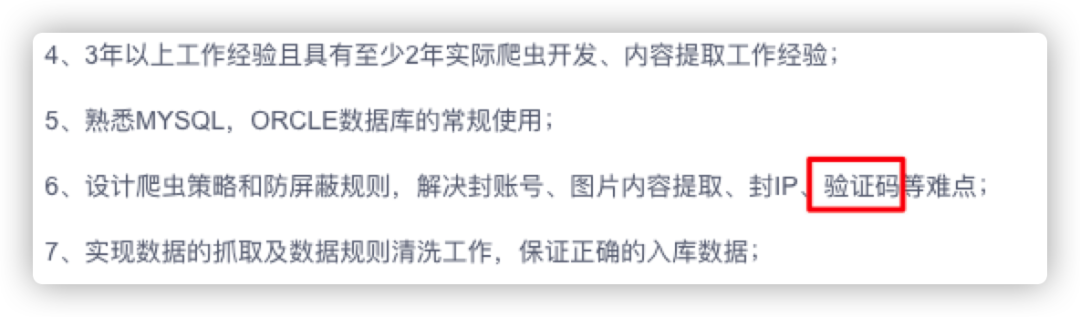 4、3年以上工作经验且具有至少2年实际爬虫开发、内容提取工作经验；
5、熟悉MYSQL，ORCLE数据库的常规使用；
6、设计爬虫策略和防屏蔽规则，解决封账号、图片内容提取、封IP、验证码等难点；
7、实现数据的抓取及数据规则清洗工作，保证正确的入库数据；